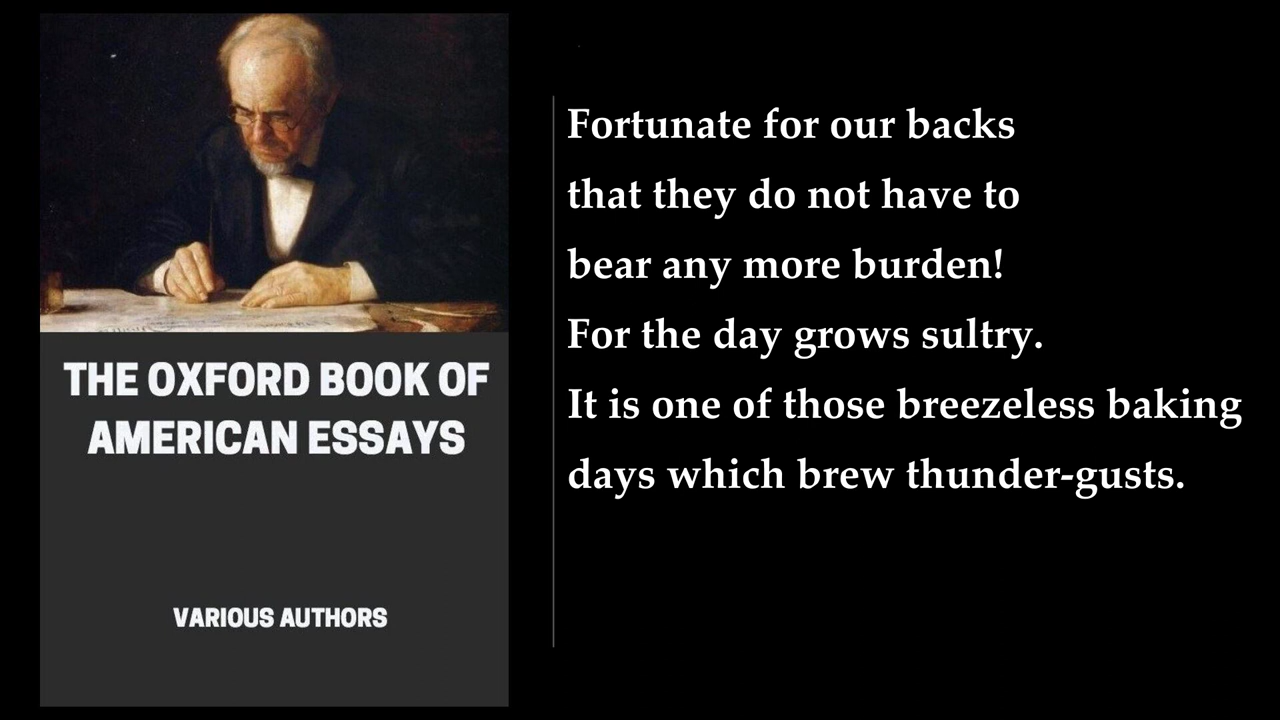 THE OXFORD BOOK OF
AMERICAN ESSAYS
VARIOUS AUTHORS
Fortunate for our backs
that they do not have to
bear any more burden!
For the day grows sultry.
It is one of those breezeless baking
days which brew thunder-gusts.